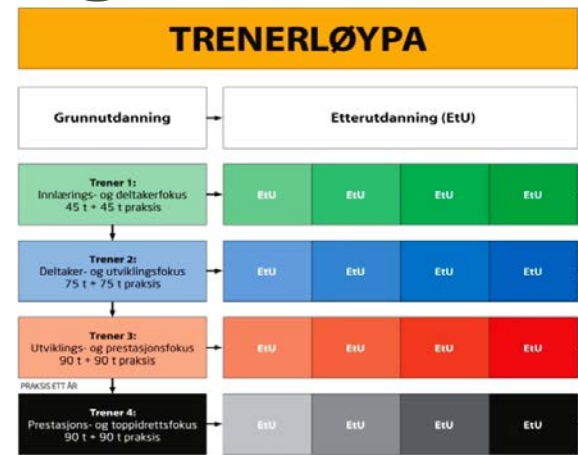 TRENERLØYPA
Grunnutdanning
Etterutdanning (EtU)
Trener 1:
Innlærings- og deltakerfokus
45 t + 45 t praksis
EtU
EtU
EtU
EtU
Trener 2:
Deltaker- og utviklingsfokus
75 t + 75 t praksis
EtU
EtU
EtU
EtU
Trener 3:
Utviklings- og prestasjonsfokus
90 t + 90 t praksis
EtU
EtU
EtU
EtU
PRAKSIS ETT ÅR
Trener 4:
Prestasjons- og toppidrettsfokus
90 t + 90 t praksis
EtU
EtU
EtU
EtU